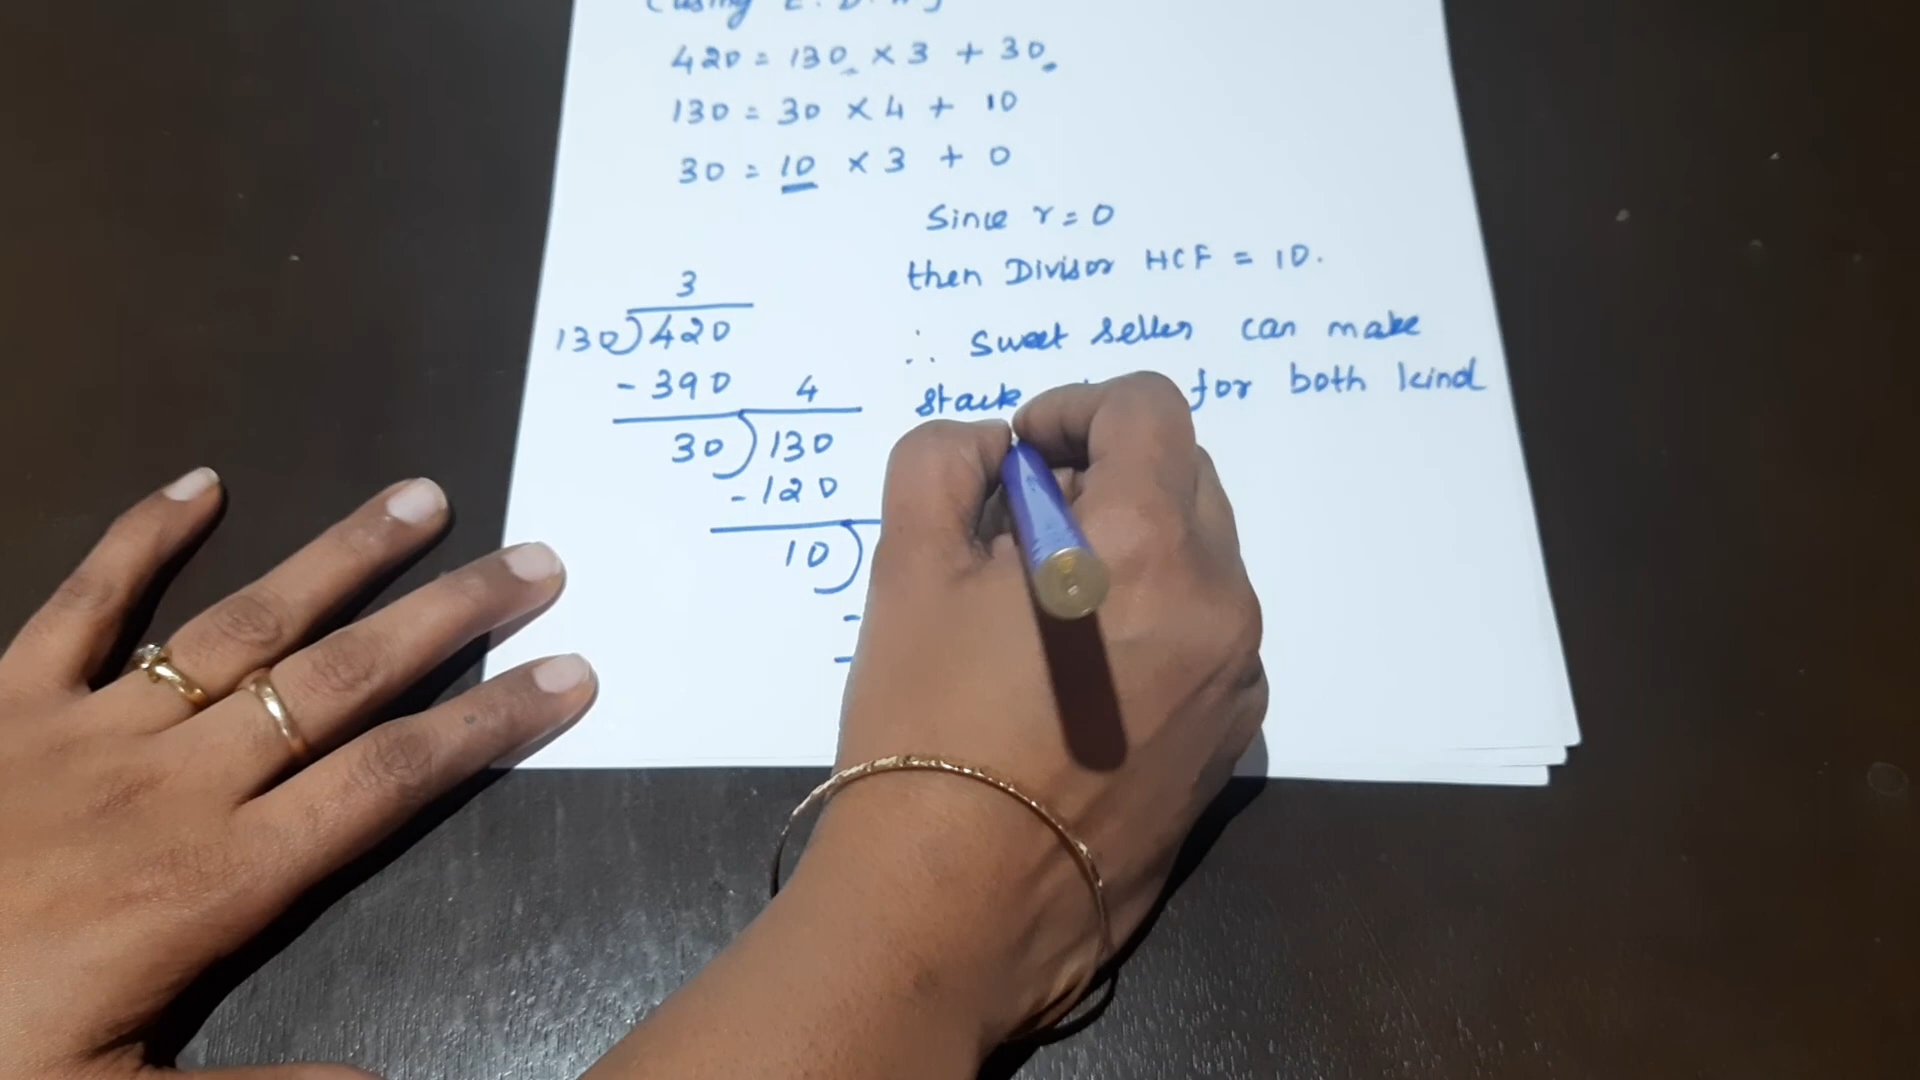 (using E.D.A)
420 = 130 × 3 + 30
130 = 30 × 4 + 10
30 = 10 × 3 + 0
Since r = 0
then Divisor HCF = 10.
∴ Sweet seller can make
stack for both kind
3
130)420
-390 4
30)130
-120
10)